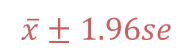 x̄ ± 1.96se